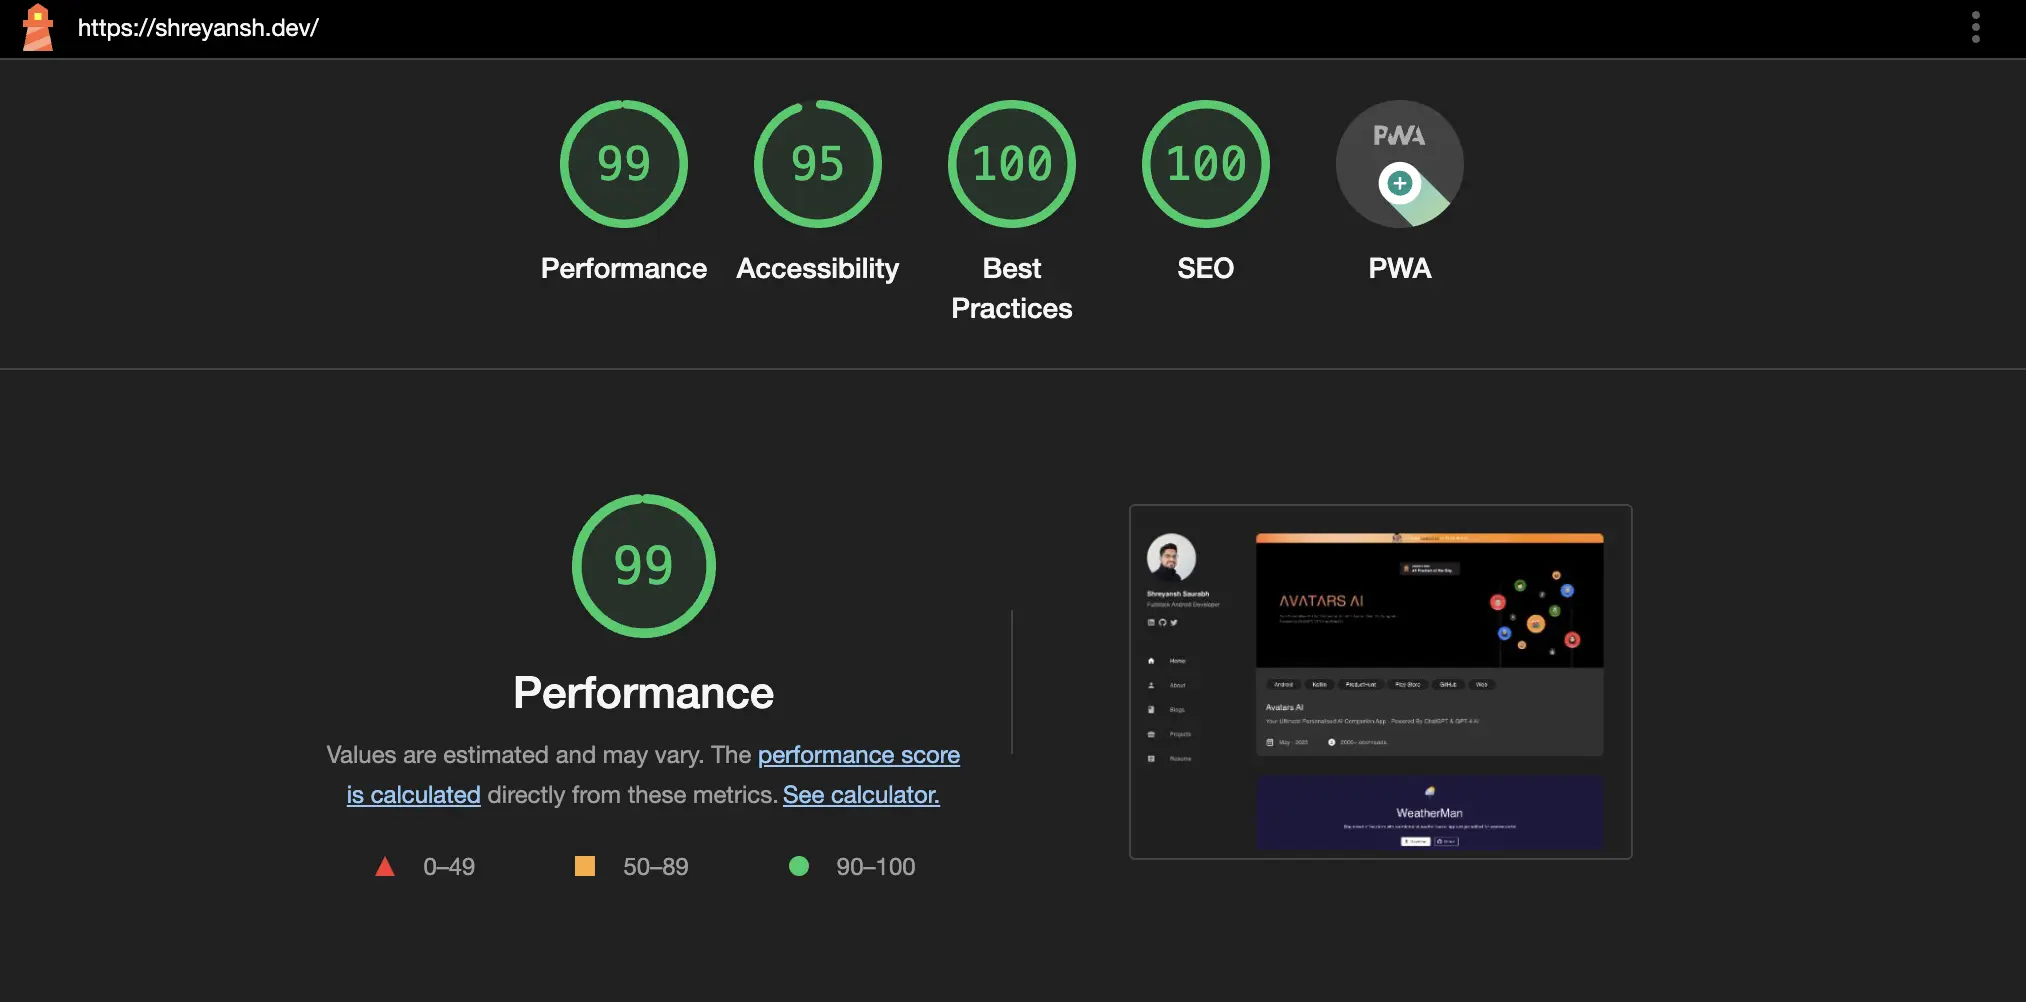 https://shreyansh.dev/
99
95
100
100
PWA
Performance
Accessibility
Best
Practices
SEO
PWA
99
Performance
Values are estimated and may vary. The performance score
is calculated directly from these metrics. See calculator.
0–49
50–89
90–100
Shreyansh Saurabh
Fullstack Android Developer
Home
About
Blogs
Projects
Resume
AVATARS AI
Android Kotlin ProductHunt Play Store GitHub Web
Avatars AI
Your Ultimate Personalised AI Companion App - Powered By ChatGPT & GPT-4 AI
May - 2023
2000+ downloads
WeatherMan